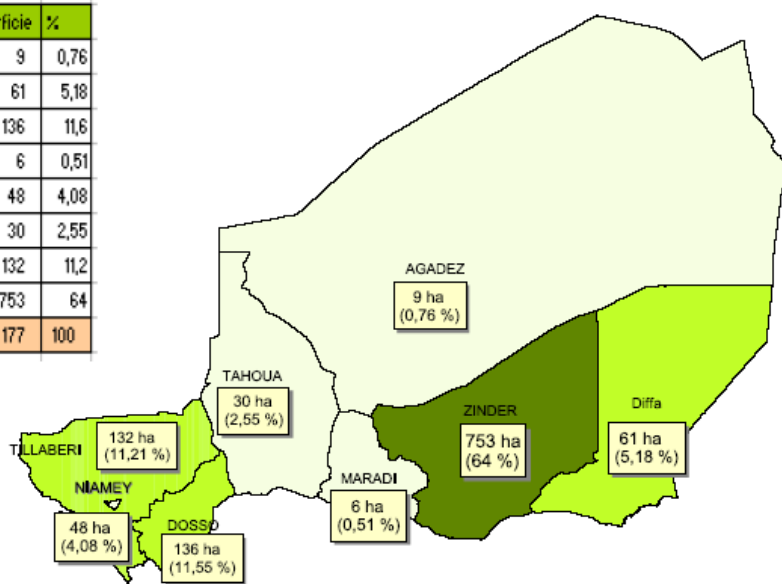 rficie %
9 0,76
61 5,18
136 11,6
6 0,51
48 4,08
30 2,55
132 11,2
753 64
177 100
AGADEZ
9 ha
(0,76 %)
TAHOUA
30 ha
(2,55 %)
ZINDER
753 ha
(64 %)
Diffa
61 ha
(5,18 %)
TILLABERI
132 ha
(11,21 %)
MARADI
6 ha
(0,51 %)
NIAMEY
48 ha
(4,08 %)
DOSSO
136 ha
(11,55 %)